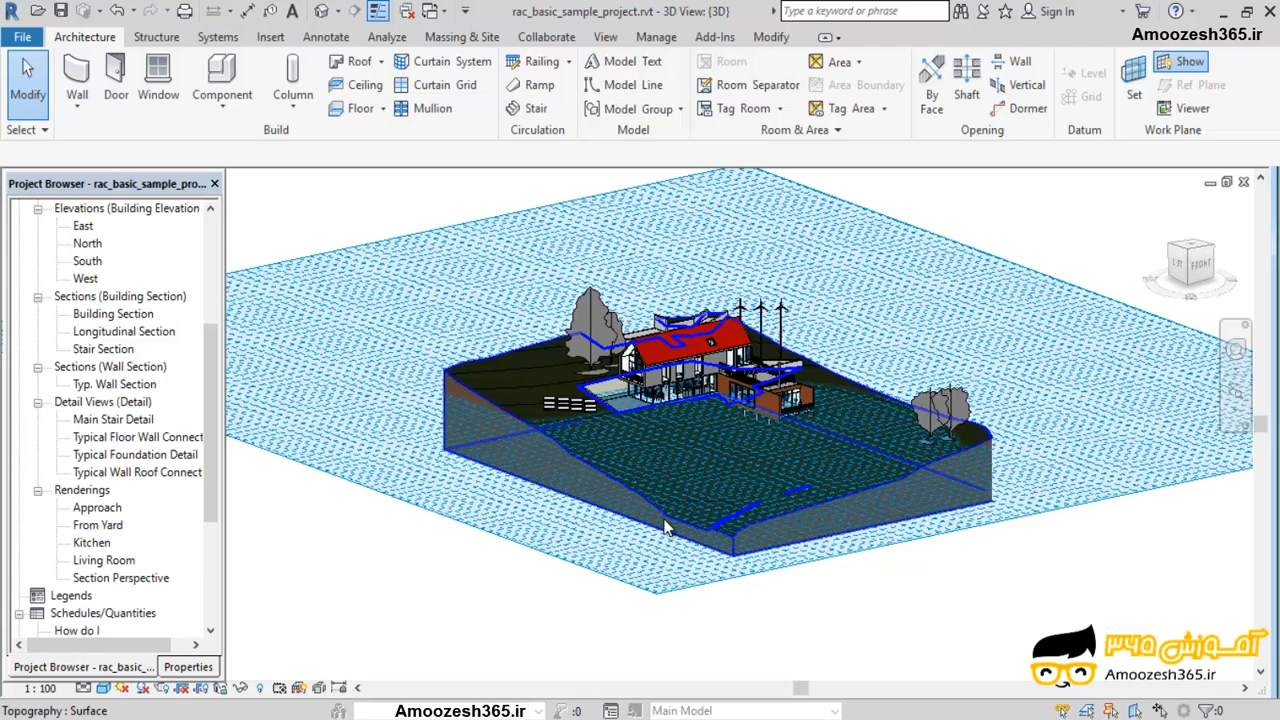 rac_basic_sample_project.rvt - 3D View: {3D}
Type a keyword or phrase
Sign In
Amoozesh365.ir
File
Architecture
Structure
Systems
Insert
Annotate
Analyze
Massing & Site
Collaborate
View
Manage
Add-Ins
Modify
Modify
Wall
Door
Window
Component
Column
Roof
Ceiling
Floor
Curtain System
Curtain Grid
Mullion
Railing
Ramp
Stair
Model Text
Model Line
Model Group
Room
Room Separator
Tag Room
Area
Area Boundary
Tag Area
By Face
Shaft
Wall
Vertical
Dormer
Level
Grid
Set
Show
Ref Plane
Viewer
Select
Build
Circulation
Model
Room & Area
Opening
Datum
Work Plane
Project Browser - rac_basic_sample_pro...
Elevations (Building Elevation
East
North
South
West
Sections (Building Section)
Building Section
Longitudinal Section
Stair Section
Sections (Wall Section)
Typ. Wall Section
Detail Views (Detail)
Main Stair Detail
Typical Floor Wall Connect
Typical Foundation Detail
Typical Wall Roof Connect
Renderings
Approach
From Yard
Kitchen
Living Room
Section Perspective
Legends
Schedules/Quantities
How do I
Project Browser - rac_basic_...
Properties
FRONT
1 : 100
آموزش ۳۶۵
Amoozesh365.ir
Topography : Surface
Amoozesh365.ir
:0
Main Model
:0